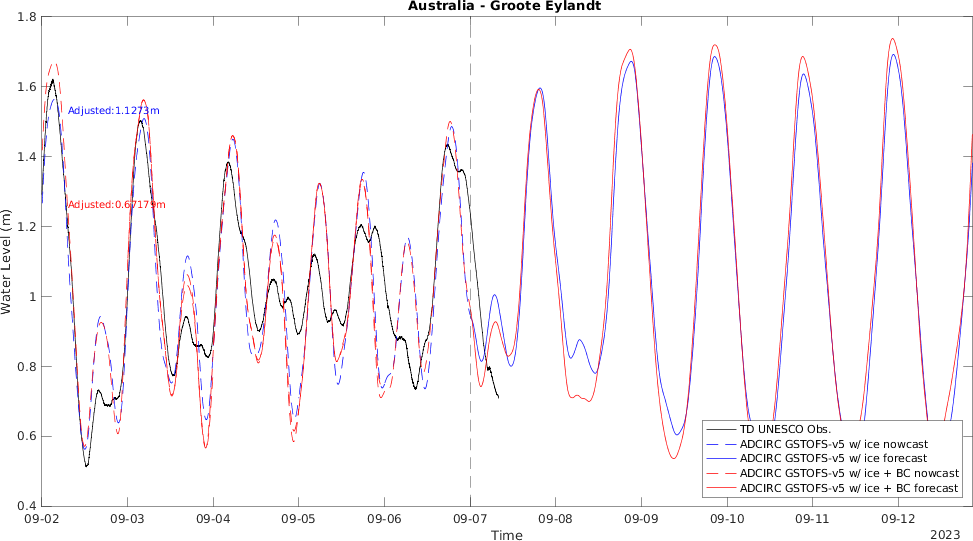 Australia - Groote Eylandt
1.8
1.6
1.4
1.2
1
0.8
0.6
0.4
Water Level (m)
Adjusted:1.1273m
Adjusted:0.67179m
TD UNESCO Obs.
ADCIRC GSTOFS-v5 w/ ice nowcast
ADCIRC GSTOFS-v5 w/ ice forecast
ADCIRC GSTOFS-v5 w/ ice + BC nowcast
ADCIRC GSTOFS-v5 w/ ice + BC forecast
09-02 09-03 09-04 09-05 09-06 09-07 09-08 09-09 09-10 09-11 09-12
Time
2023